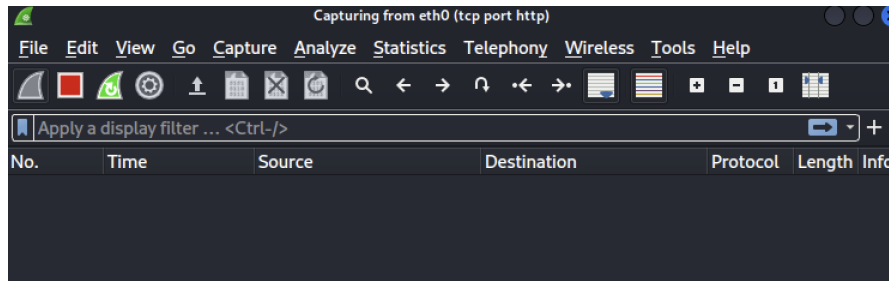 Capturing from eth0 (tcp port http)
File Edit View Go Capture Analyze Statistics Telephony Wireless Tools Help
Apply a display filter ... <Ctrl-/>
No. Time Source Destination Protocol Length Info